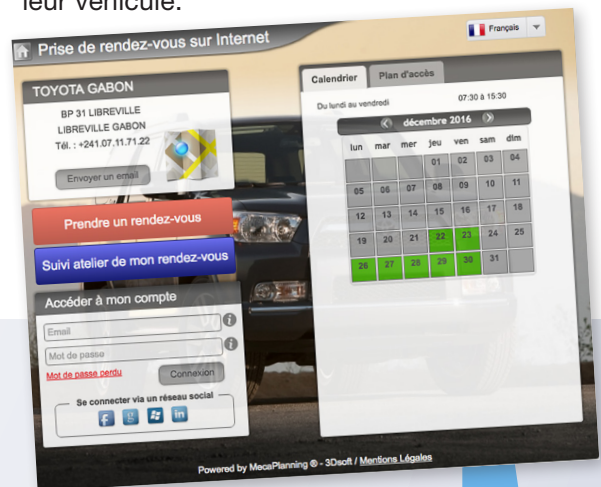 leur véhicule.
Prise de rendez-vous sur Internet
Français
TOYOTA GABON
BP 31 LIBREVILLE
LIBREVILLE GABON
Tél. : +241.07.11.71.22
Envoyer un email
Prendre un rendez-vous
Suivi atelier de mon rendez-vous
Accéder à mon compte
Email
Mot de passe
Mot de passe perdu
Connexion
Se connecter via un réseau social
Calendrier
Plan d'accès
Du lundi au vendredi
07:30 à 15:30
décembre 2016
lun mar mer jeu ven sam dim
01 02 03 04
05 06 07 08 09 10 11
12 13 14 15 16 17 18
19 20 21 22 23 24 25
26 27 28 29 30 31
Powered by MecaPlanning ® - 3Dsoft / Mentions Légales